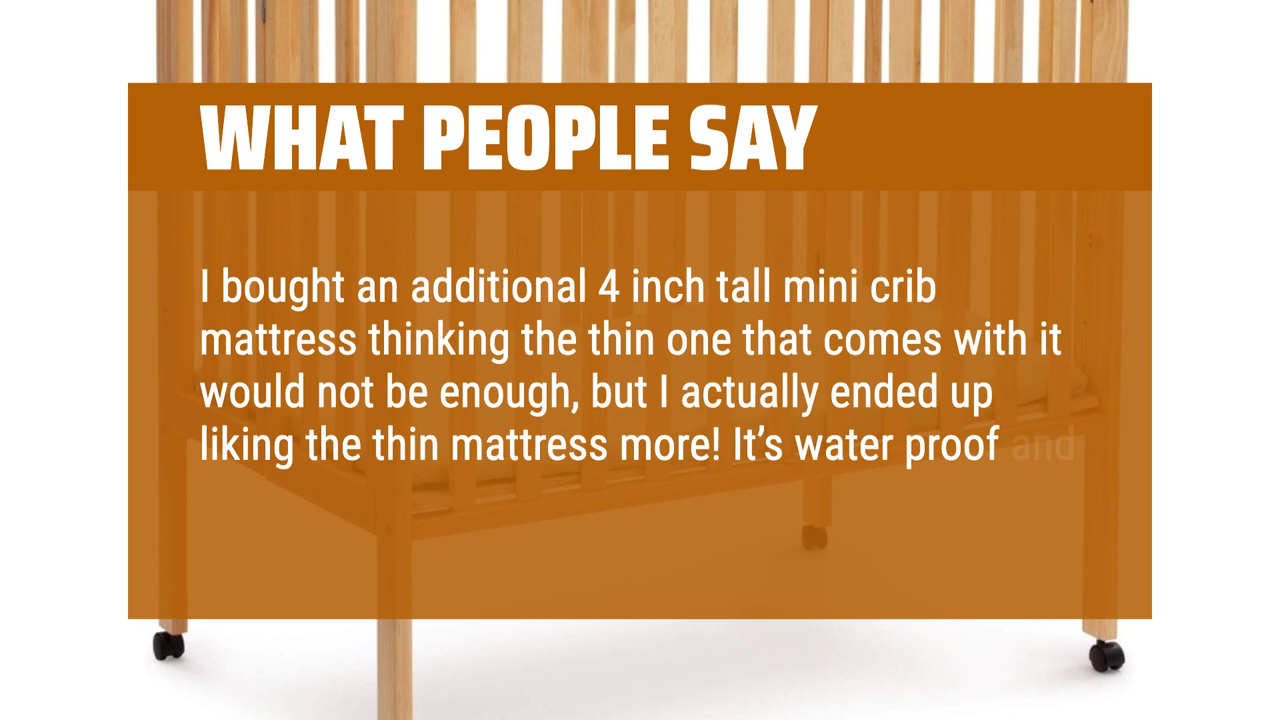 WHAT PEOPLE SAY
I bought an additional 4 inch tall mini crib
mattress thinking the thin one that comes with it
would not be enough, but I actually ended up
liking the thin mattress more! It’s water proof and